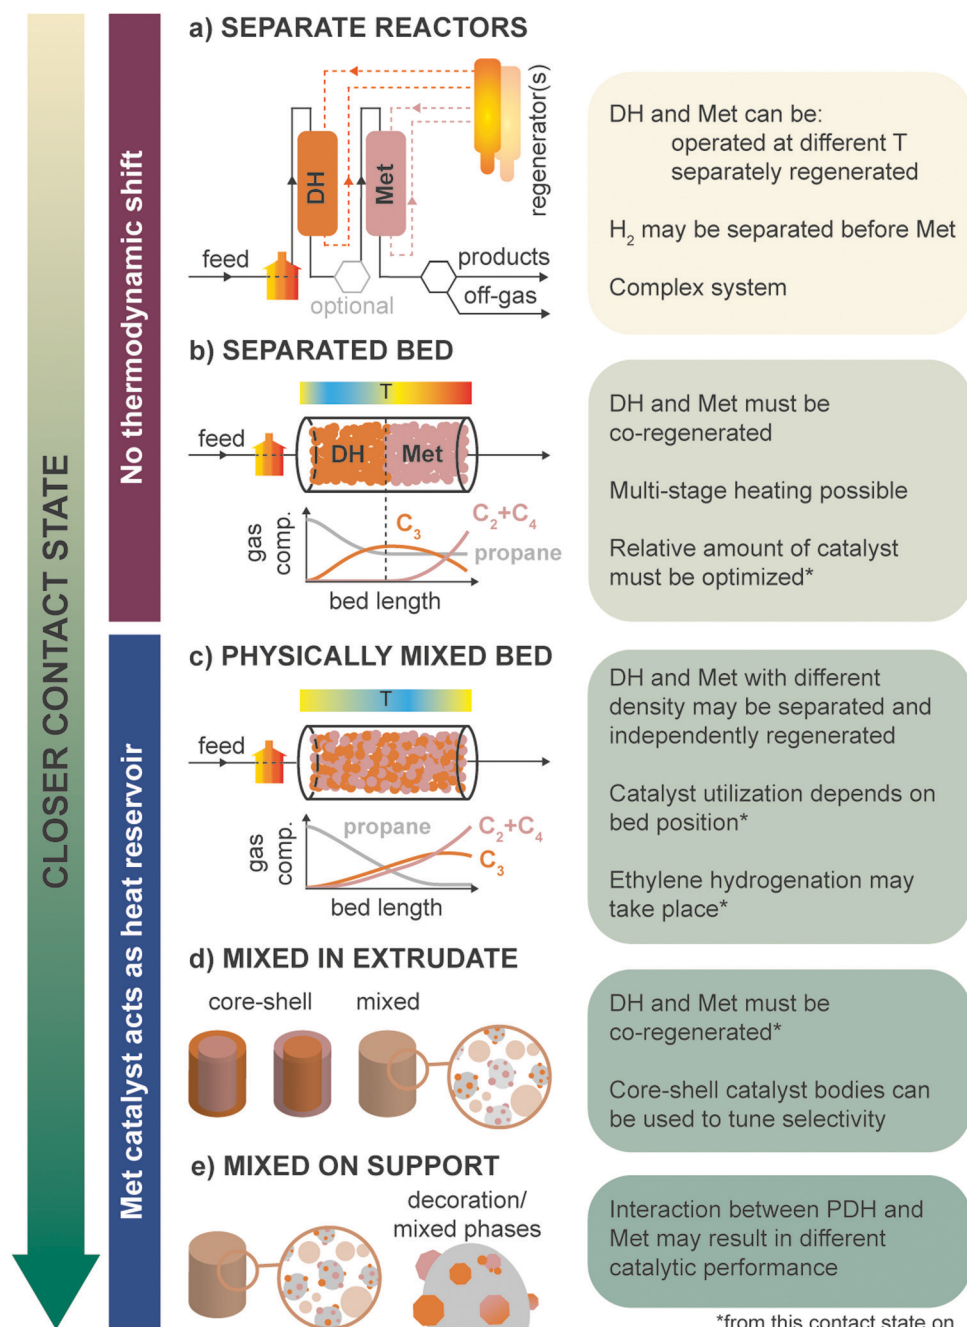 CLOSER CONTACT STATE
No thermodynamic shift
Met catalyst acts as heat reservoir
a) SEPARATE REACTORS
DH
Met
regenerator(s)
feed
optional
products
off-gas
DH and Met can be:
operated at different T
separately regenerated
H₂ may be separated before Met
Complex system
b) SEPARATED BED
T
feed
DH
Met
gas
comp.
C₃
C₂+C₄
propane
bed length
DH and Met must be
co-regenerated
Multi-stage heating possible
Relative amount of catalyst
must be optimized*
c) PHYSICALLY MIXED BED
T
feed
gas
comp.
propane
C₂+C₄
C₃
bed length
DH and Met with different
density may be separated and
independently regenerated
Catalyst utilization depends on
bed position*
Ethylene hydrogenation may
take place*
d) MIXED IN EXTRUDATE
core-shell
mixed
DH and Met must be
co-regenerated*
Core-shell catalyst bodies can
be used to tune selectivity
e) MIXED ON SUPPORT
decoration/
mixed phases
Interaction between PDH and
Met may result in different
catalytic performance
*from this contact state on